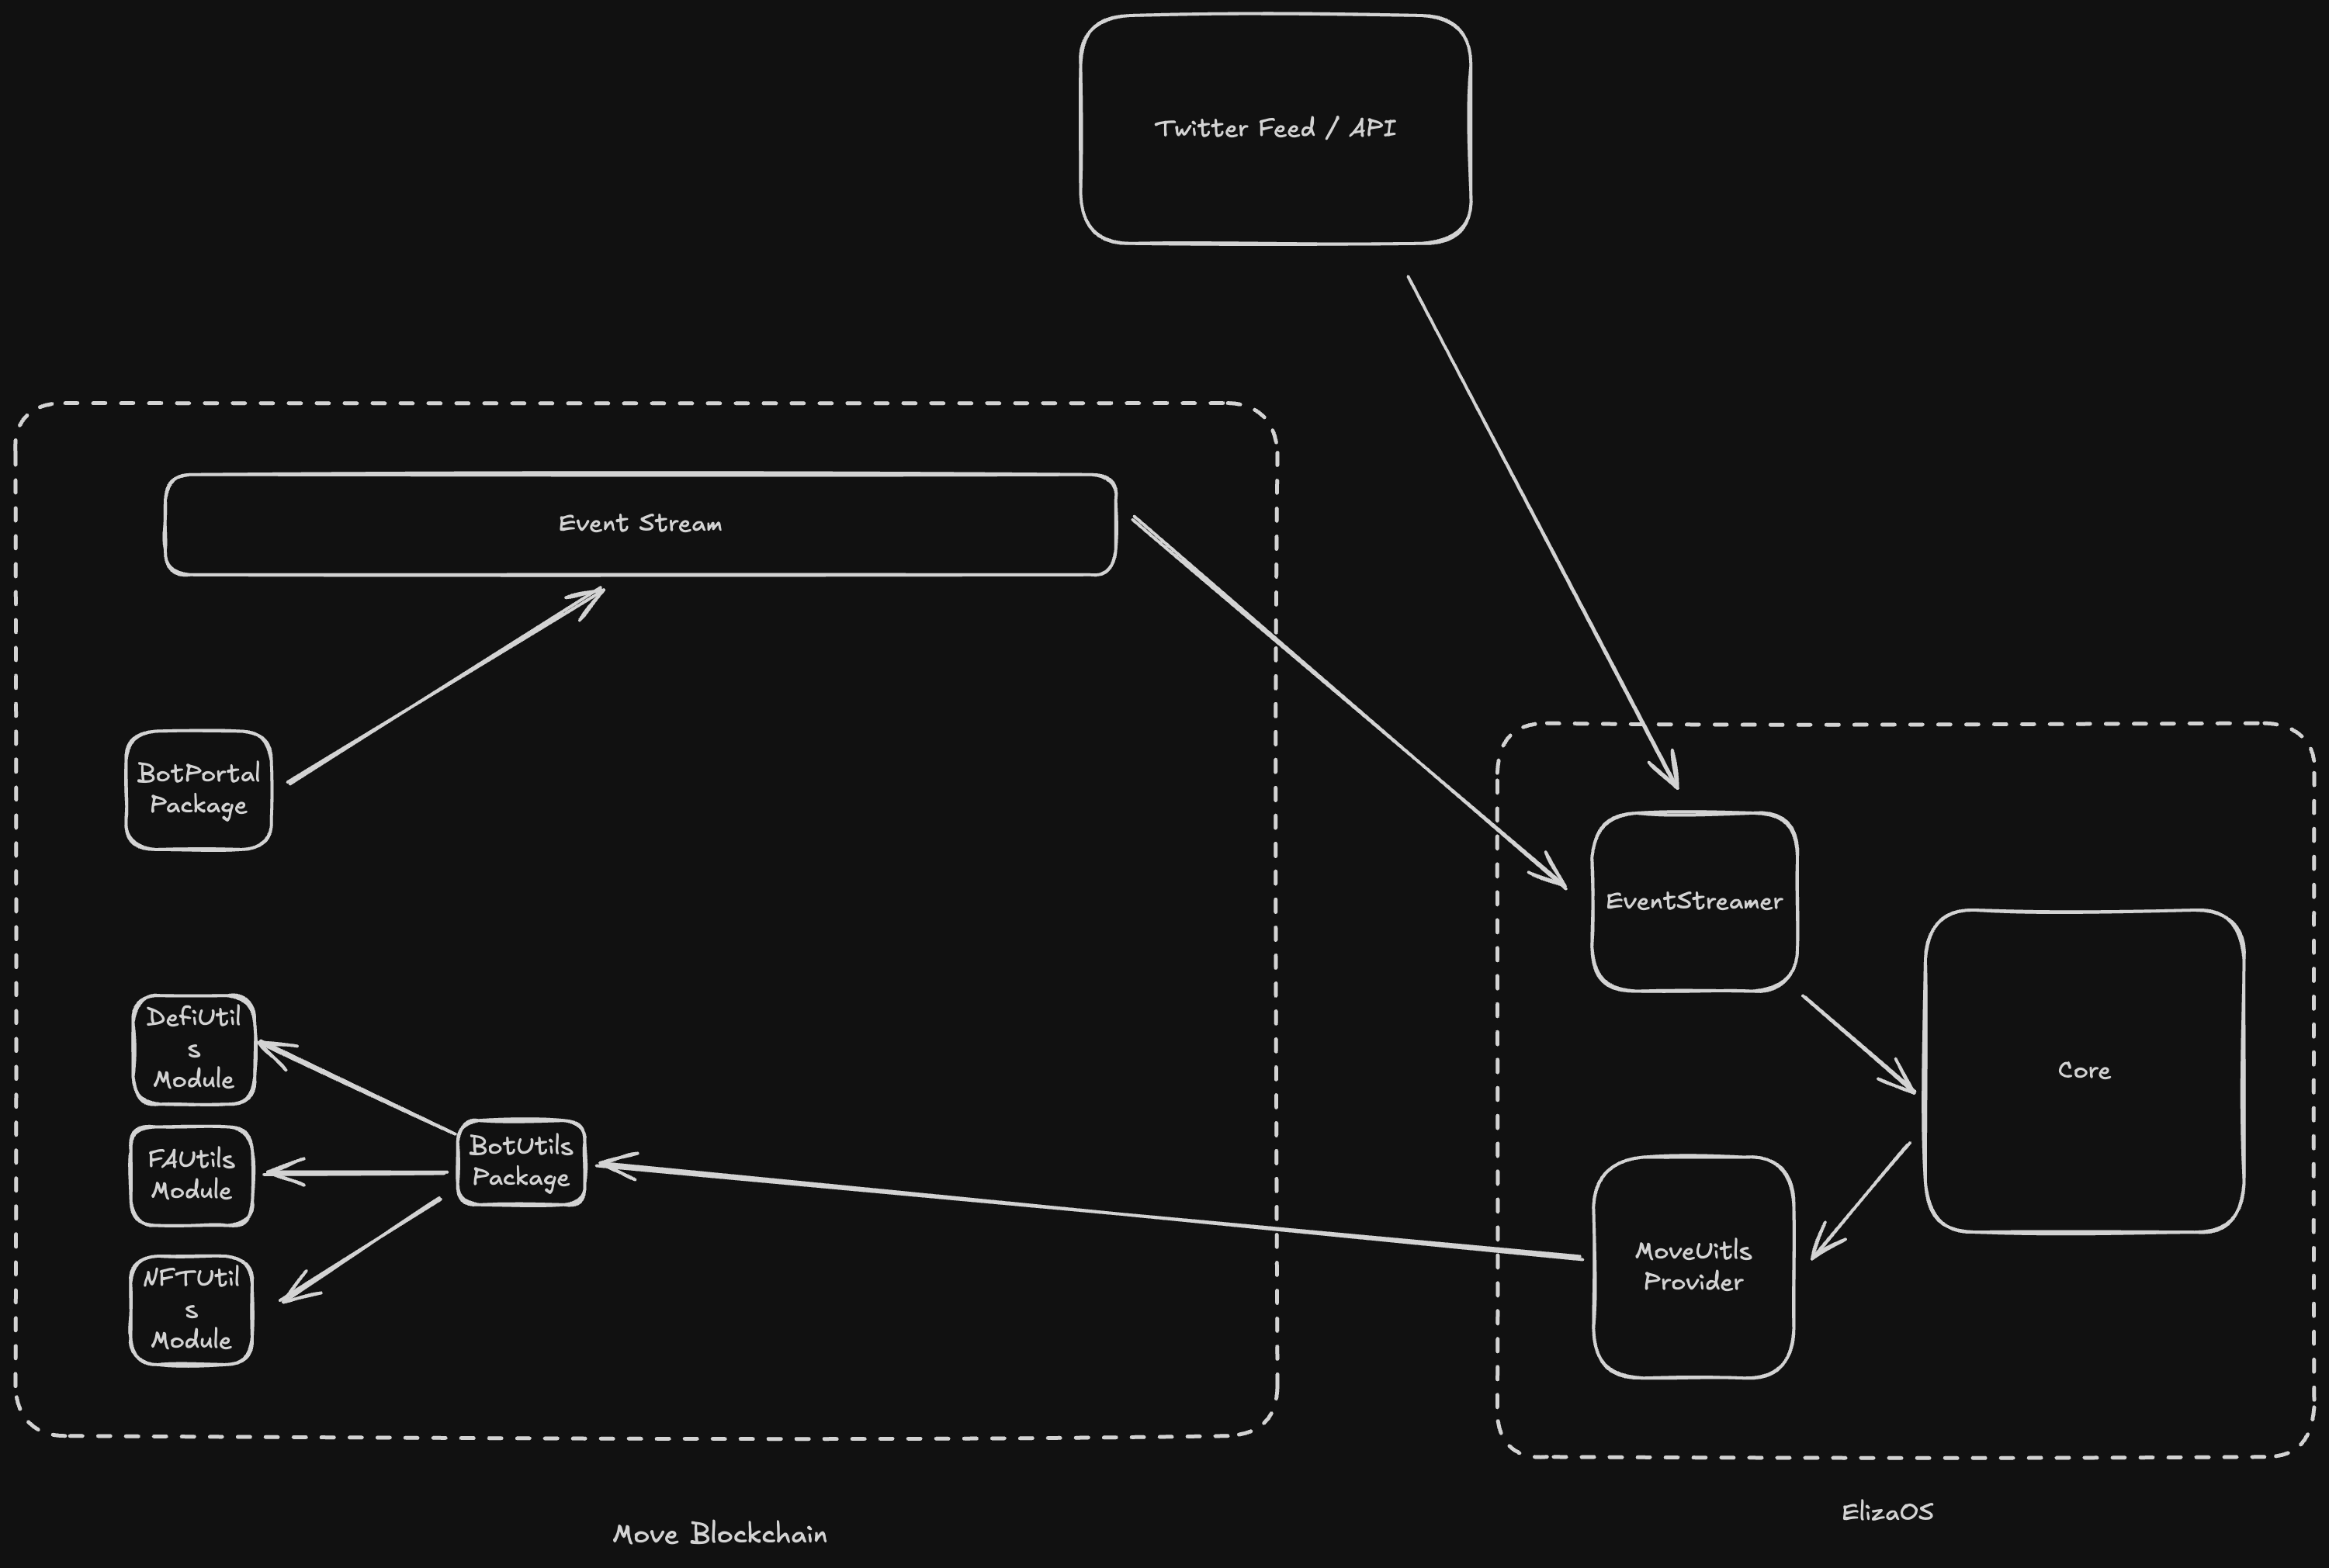 Twitter Feed / API
Event Stream
BotPortal
Package
EventStreamer
DefiUtil
s
Module
Core
BotUtils
Package
FAUtils
Module
MoveUitls
Provider
NFTUtil
s
Module
ElizaOS
Move Blockchain